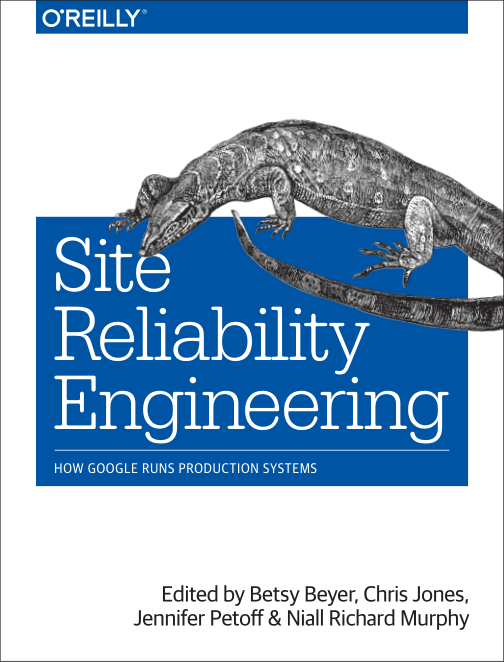 O'REILLY®
Site
Reliability
Engineering
HOW GOOGLE RUNS PRODUCTION SYSTEMS
Edited by Betsy Beyer, Chris Jones,
Jennifer Petoff & Niall Richard Murphy